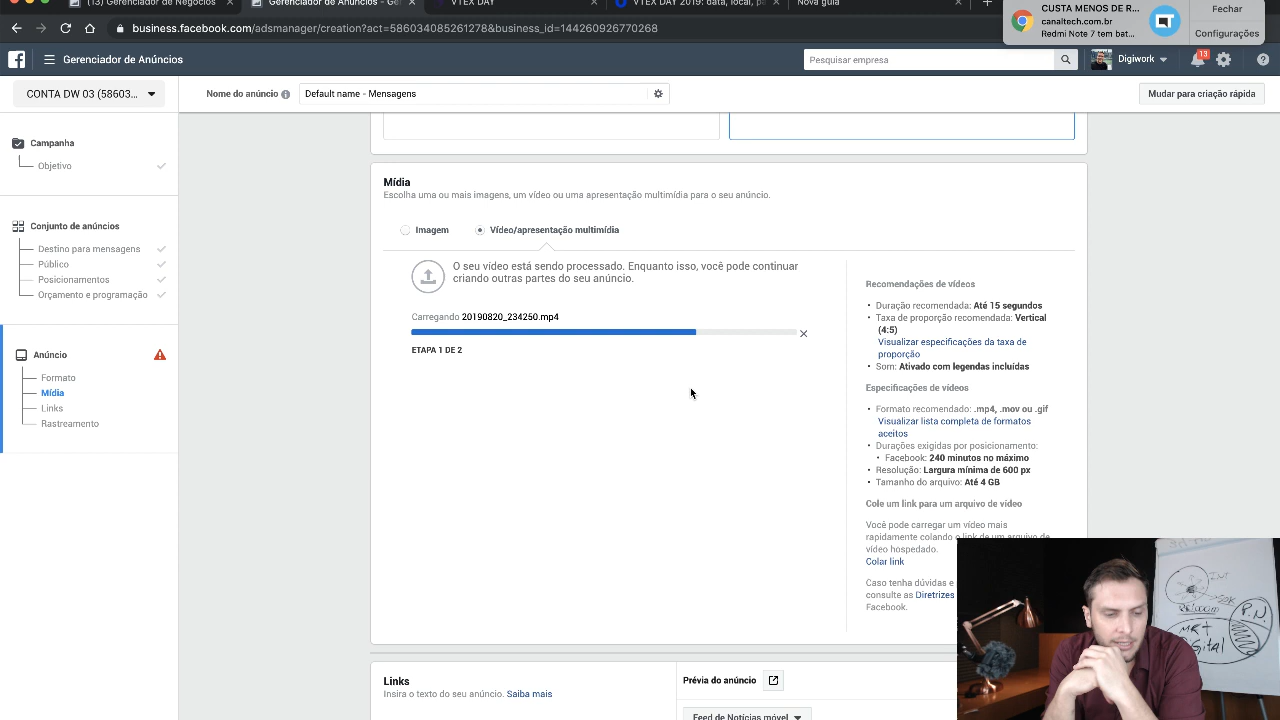 (13) Gerenciador de Negócios
Gerenciador de Anúncios - Ger
VTEX DAY
VTEX DAY 2019: data, local, p
Nova guia
CUSTA MENOS DE R...
canaltech.com.br
Redmi Note 7 tem bat...
Fechar
Configurações
business.facebook.com/adsmanager/creation?act=586034085261278&business_id=144260926770268
Gerenciador de Anúncios
Pesquisar empresa
Digiwork
13
CONTA DW 03 (58603...
Nome do anúncio
Default name - Mensagens
Mudar para criação rápida
Campanha
Objetivo
Conjunto de anúncios
Destino para mensagens
Público
Posicionamentos
Orçamento e programação
Anúncio
Formato
Mídia
Links
Rastreamento
Mídia
Escolha uma ou mais imagens, um vídeo ou uma apresentação multimídia para o seu anúncio.
Imagem
Vídeo/apresentação multimídia
O seu vídeo está sendo processado. Enquanto isso, você pode continuar
criando outras partes do seu anúncio.
Carregando 20190820_234250.mp4
ETAPA 1 DE 2
Recomendações de vídeos
• Duração recomendada: Até 15 segundos
• Taxa de proporção recomendada: Vertical
(4:5)
Visualizar especificações da taxa de
proporção
• Som: Ativado com legendas incluídas
Especificações de vídeos
• Formato recomendado: .mp4, .mov ou .gif
Visualizar lista completa de formatos
aceitos
• Durações exigidas por posicionamento:
• Facebook: 240 minutos no máximo
• Resolução: Largura mínima de 600 px
• Tamanho do arquivo: Até 4 GB
Cole um link para um arquivo de vídeo
Você pode carregar um vídeo mais
rapidamente colando o link de um arquivo de
vídeo hospedado.
Colar link
Caso tenha dúvidas e
consulte as Diretrizes
Facebook.
Links
Insira o texto do seu anúncio. Saiba mais
Prévia do anúncio
Feed de Notícias móvel
P.N